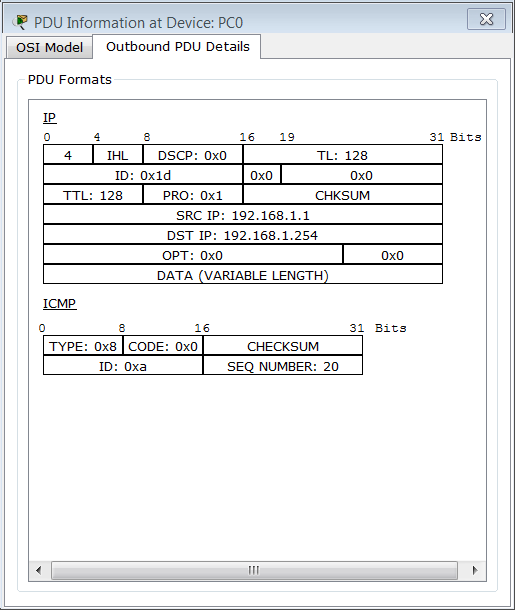 PDU Information at Device: PC0
OSI Model Outbound PDU Details
PDU Formats
IP
0 4 8 16 19 31 Bits
4 IHL DSCP: 0x0 TL: 128
ID: 0x1d 0x0 0x0
TTL: 128 PRO: 0x1 CHKSUM
SRC IP: 192.168.1.1
DST IP: 192.168.1.254
OPT: 0x0 0x0
DATA (VARIABLE LENGTH)
ICMP
0 8 16 31 Bits
TYPE: 0x8 CODE: 0x0 CHECKSUM
ID: 0xa SEQ NUMBER: 20